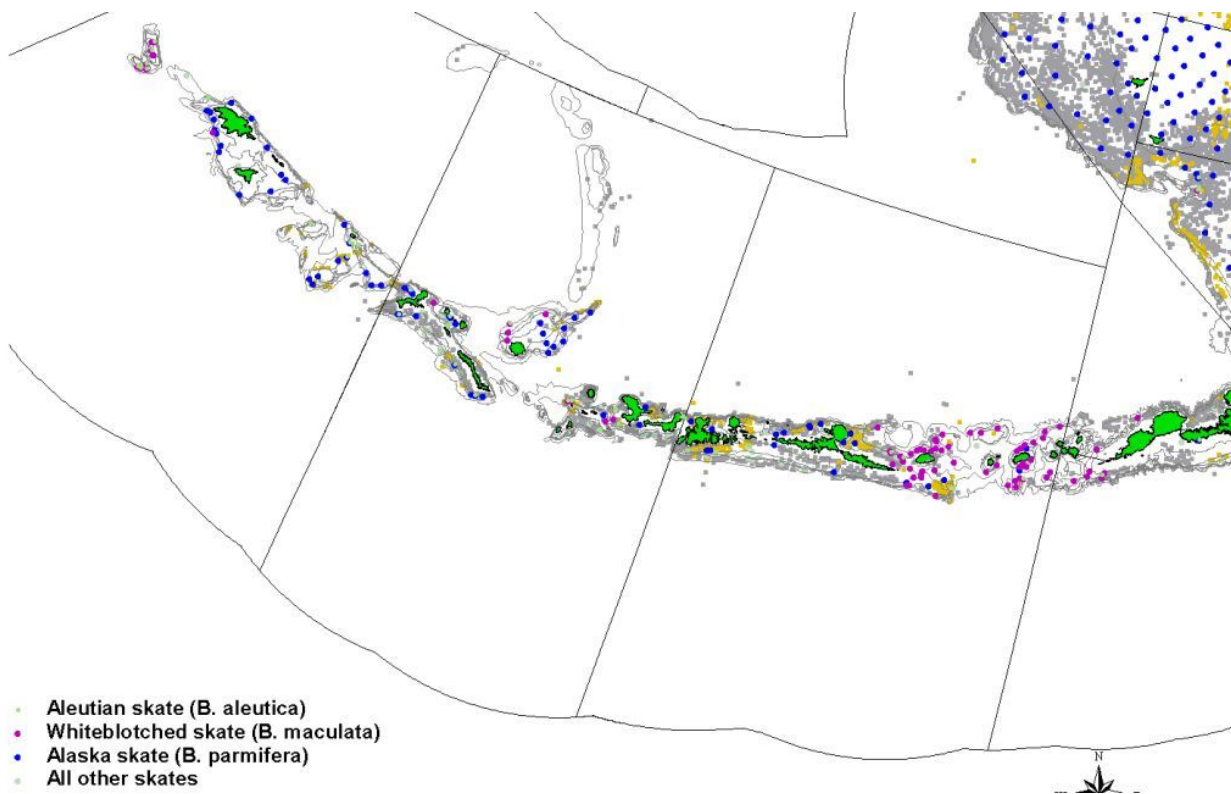 Aleutian skate (B. aleutica)
Whiteblotched skate (B. maculata)
Alaska skate (B. parmifera)
All other skates
N